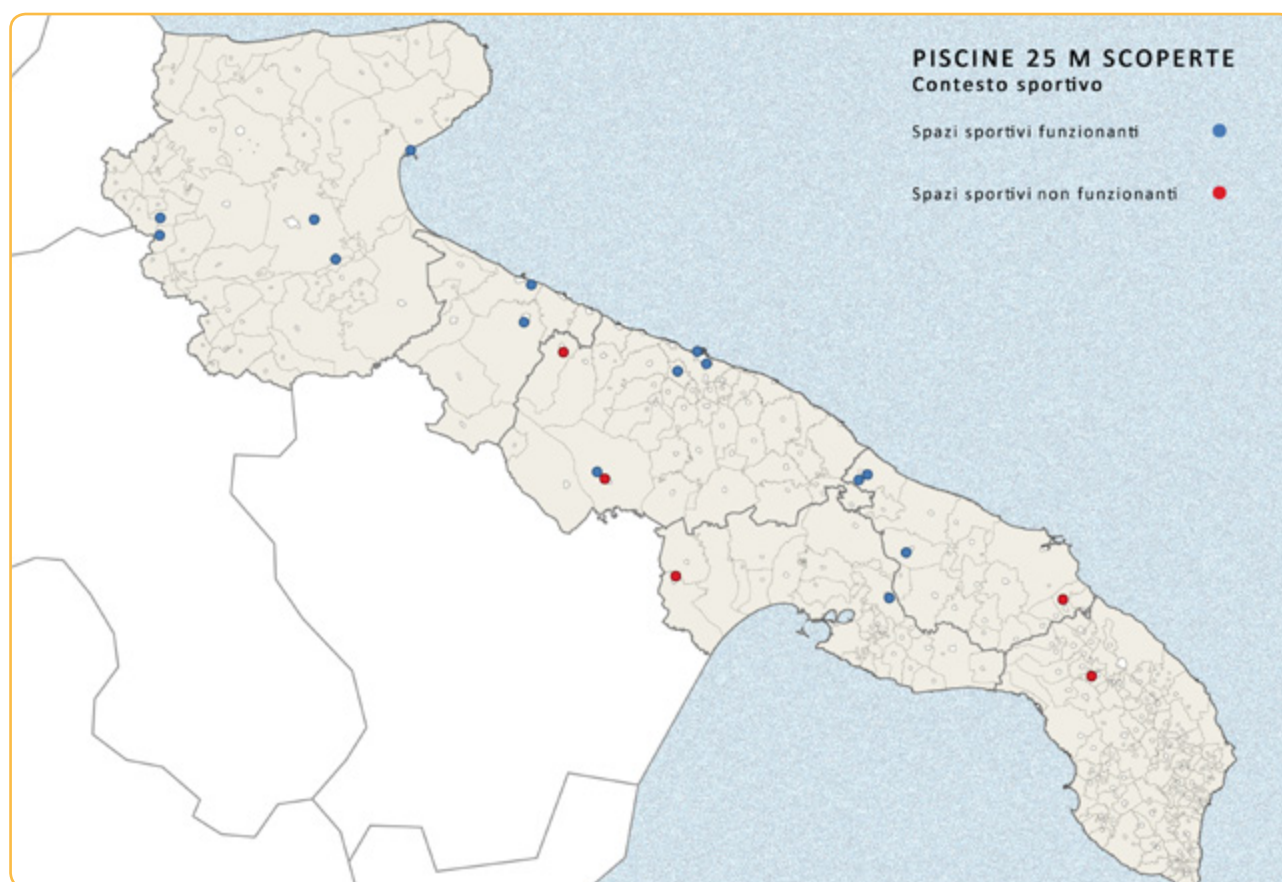 PISCINE 25 M SCOPERTE
Contesto sportivo
Spazi sportivi funzionanti
Spazi sportivi non funzionanti